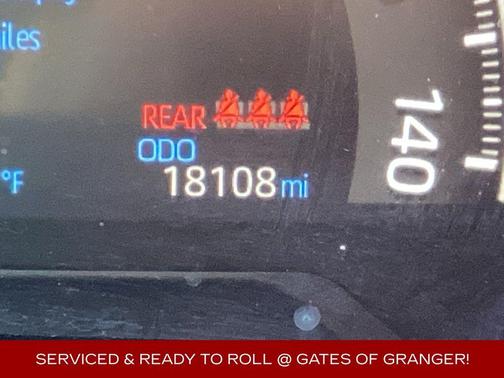 iles
REAR
ODO
°F
18108 mi
140
SERVICED & READY TO ROLL @ GATES OF GRANGER!